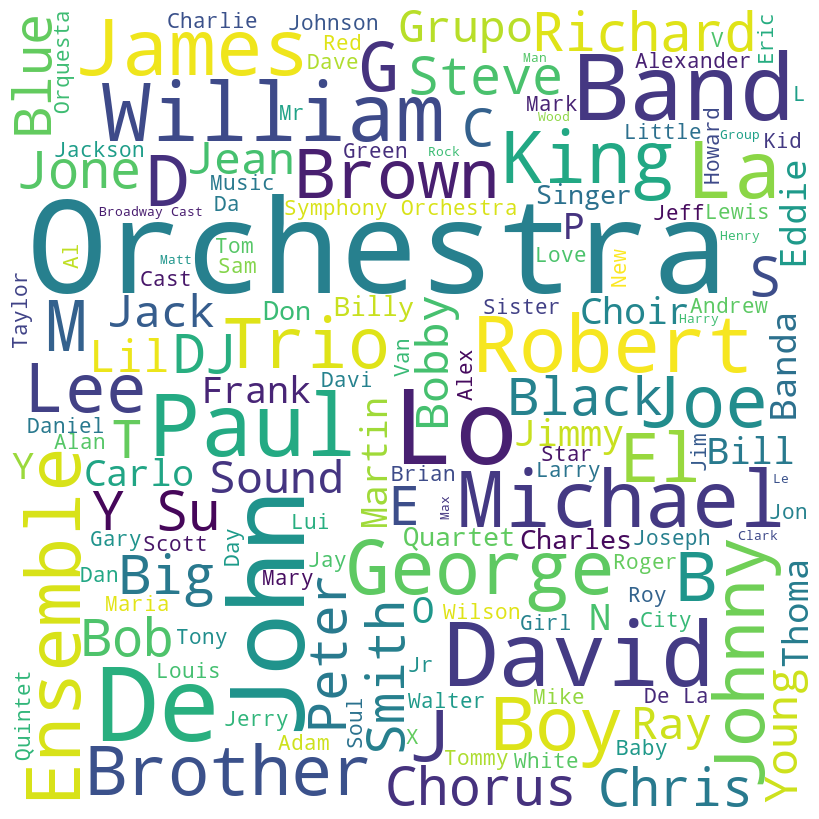 Blue
Orquesta
James
Charlie
Johnson
Red
Dave
G
Grupo
Steve
Richard
Alexander
V
Eric
Man
Band
William
Mr
C
Mark
Wood
Little
Group
Howard
Kid
L
Jackson
Jone
D
Jean
Music
Green
Brown
Rock
King
La
Singer
Eddie
Broadway Cast
Da
Symphony Orchestra
P
Jeff
Lewis
Orchestra
Al
Matt
Tom
Sam
Cast
Love
New
Henry
S
Taylor
M
Jack
Don
Billy
Sister
Choir
Andrew
Harry
Banda
Lil
DJ
Trio
Van
Bobby
Robert
Lee
Frank
Davi
Alex
Black
Joe
Daniel
Alan
T
Paul
Martin
Lo
Jimmy
Star
El
Jim
Bill
Y
Carlo
Sound
Brian
Larry
Le
Ensemble
Y Su
E
Max
Michael
Jon
Gary
Scott
Day
Lui
John
Quartet
Charles
Joseph
Clark
Dan
Big
Mary
Jay
George
Roger
B
Johnny
Thoma
Maria
Peter
Smith
O
Wilson
Girl
Roy
N
City
Bob
Tony
Louis
De
David
Quintet
Jerry
Soul
Jr
Walter
J
Mike
Boy
De La
Ray
Young
Adam
X
Tommy
White
Baby
Brother
Chorus
Chris